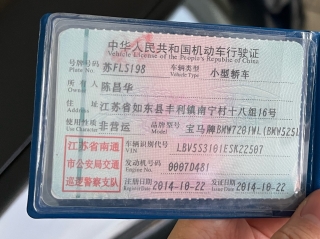 中华人民共和国机动车行驶证
Vehicle License of the People's Republic of China
号牌号码 苏FLS198 车辆类型 小型轿车
Plate No. Vehicle Type
所有人 陈昌华
Owner
住址 江苏省如东县丰利镇南宁村十八组16号
Address
使用性质 非营运 品牌型号 宝马牌BMW7201WL(BMW525
Use Character
江苏省南通 车辆识别代号 LBV5S3101ESK22507
VIN
市公安局交通 发动机号码 0007D481
Engine No.
巡逻警察支队 注册日期 2014-10-22 发证日期 2014-10-22
Register Date Issue Date